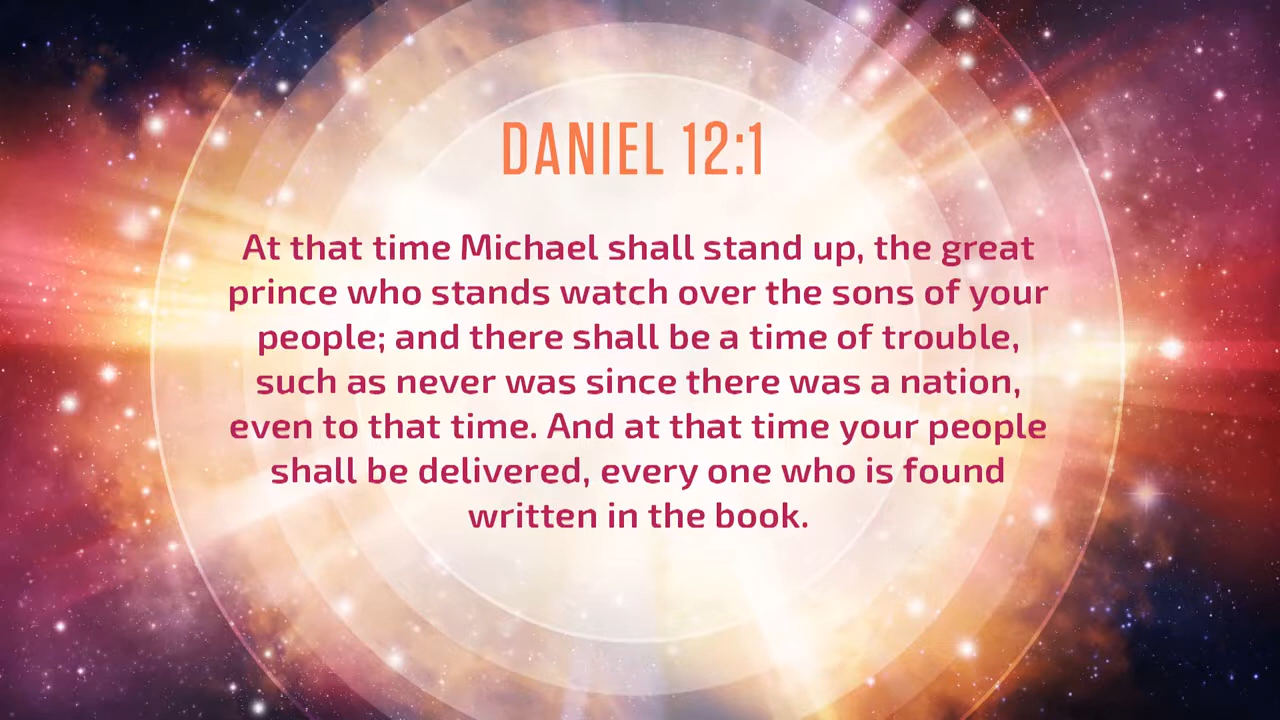 DANIEL 12:1
At that time Michael shall stand up, the great
prince who stands watch over the sons of your
people; and there shall be a time of trouble,
such as never was since there was a nation,
even to that time. And at that time your people
shall be delivered, every one who is found
written in the book.